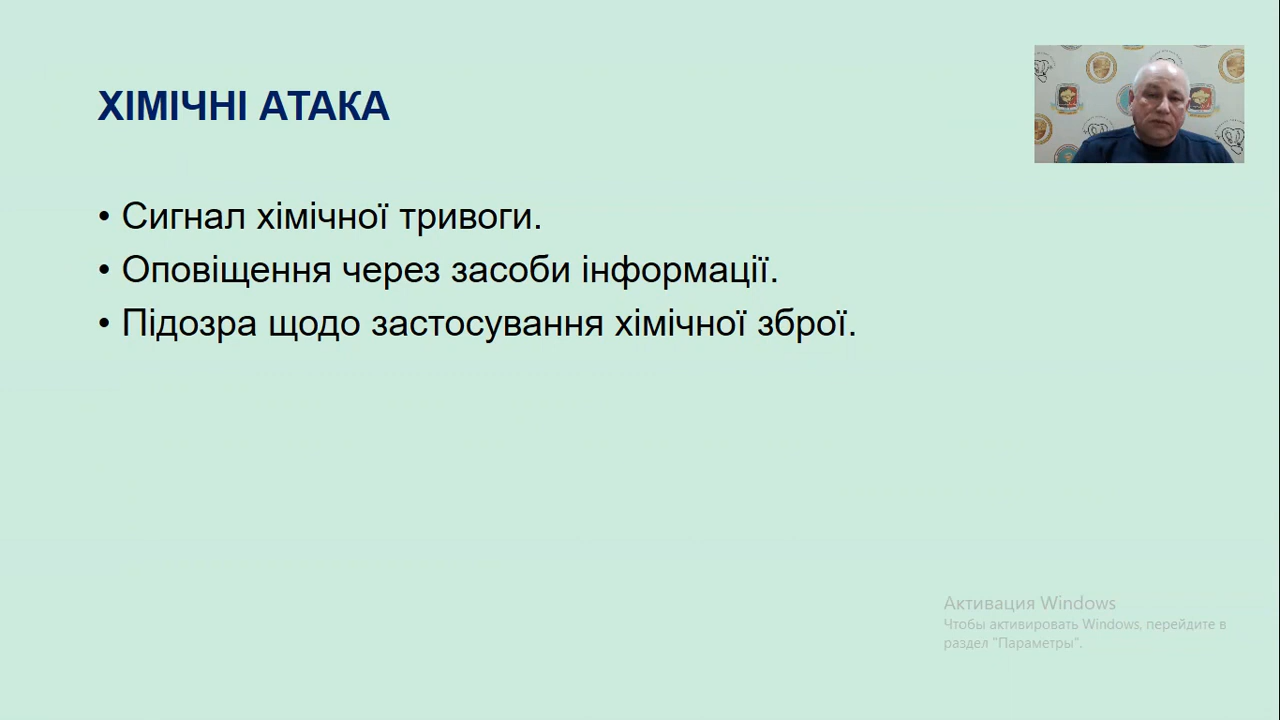 ХІМІЧНІ АТАКА
• Сигнал хімічної тривоги.
• Оповіщення через засоби інформації.
• Підозра щодо застосування хімічної зброї.
Активация Windows
Чтобы активировать Windows, перейдите в
раздел "Параметры".